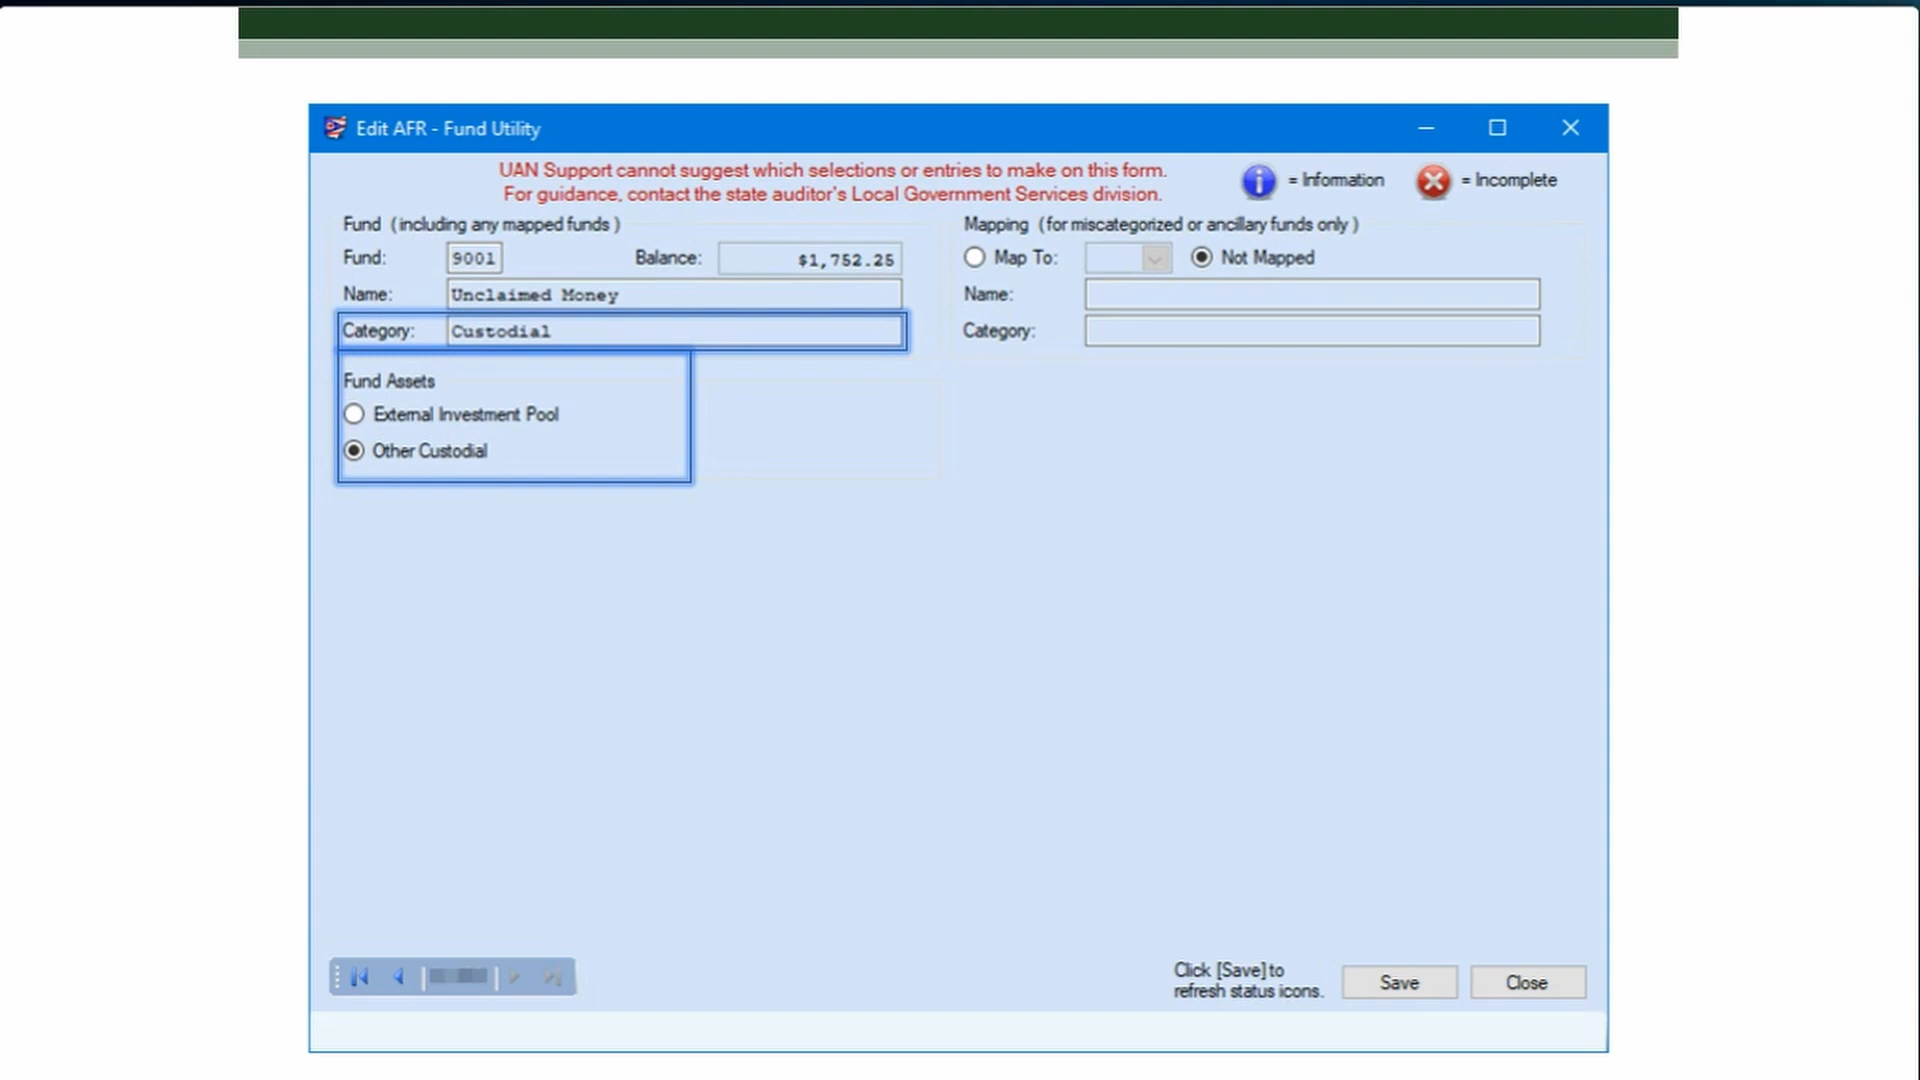 Edit AFR - Fund Utility
UAN Support cannot suggest which selections or entries to make on this form.
For guidance, contact the state auditor's Local Government Services division.
= Information
= Incomplete
Fund (including any mapped funds )
Fund: 9001 Balance: $1,752.25
Name: Unclaimed Money
Category: Custodial
Mapping (for miscategorized or ancillary funds only )
Map To: Not Mapped
Name:
Category:
Fund Assets
External Investment Pool
Other Custodial
Click [Save] to
refresh status icons.
Save
Close